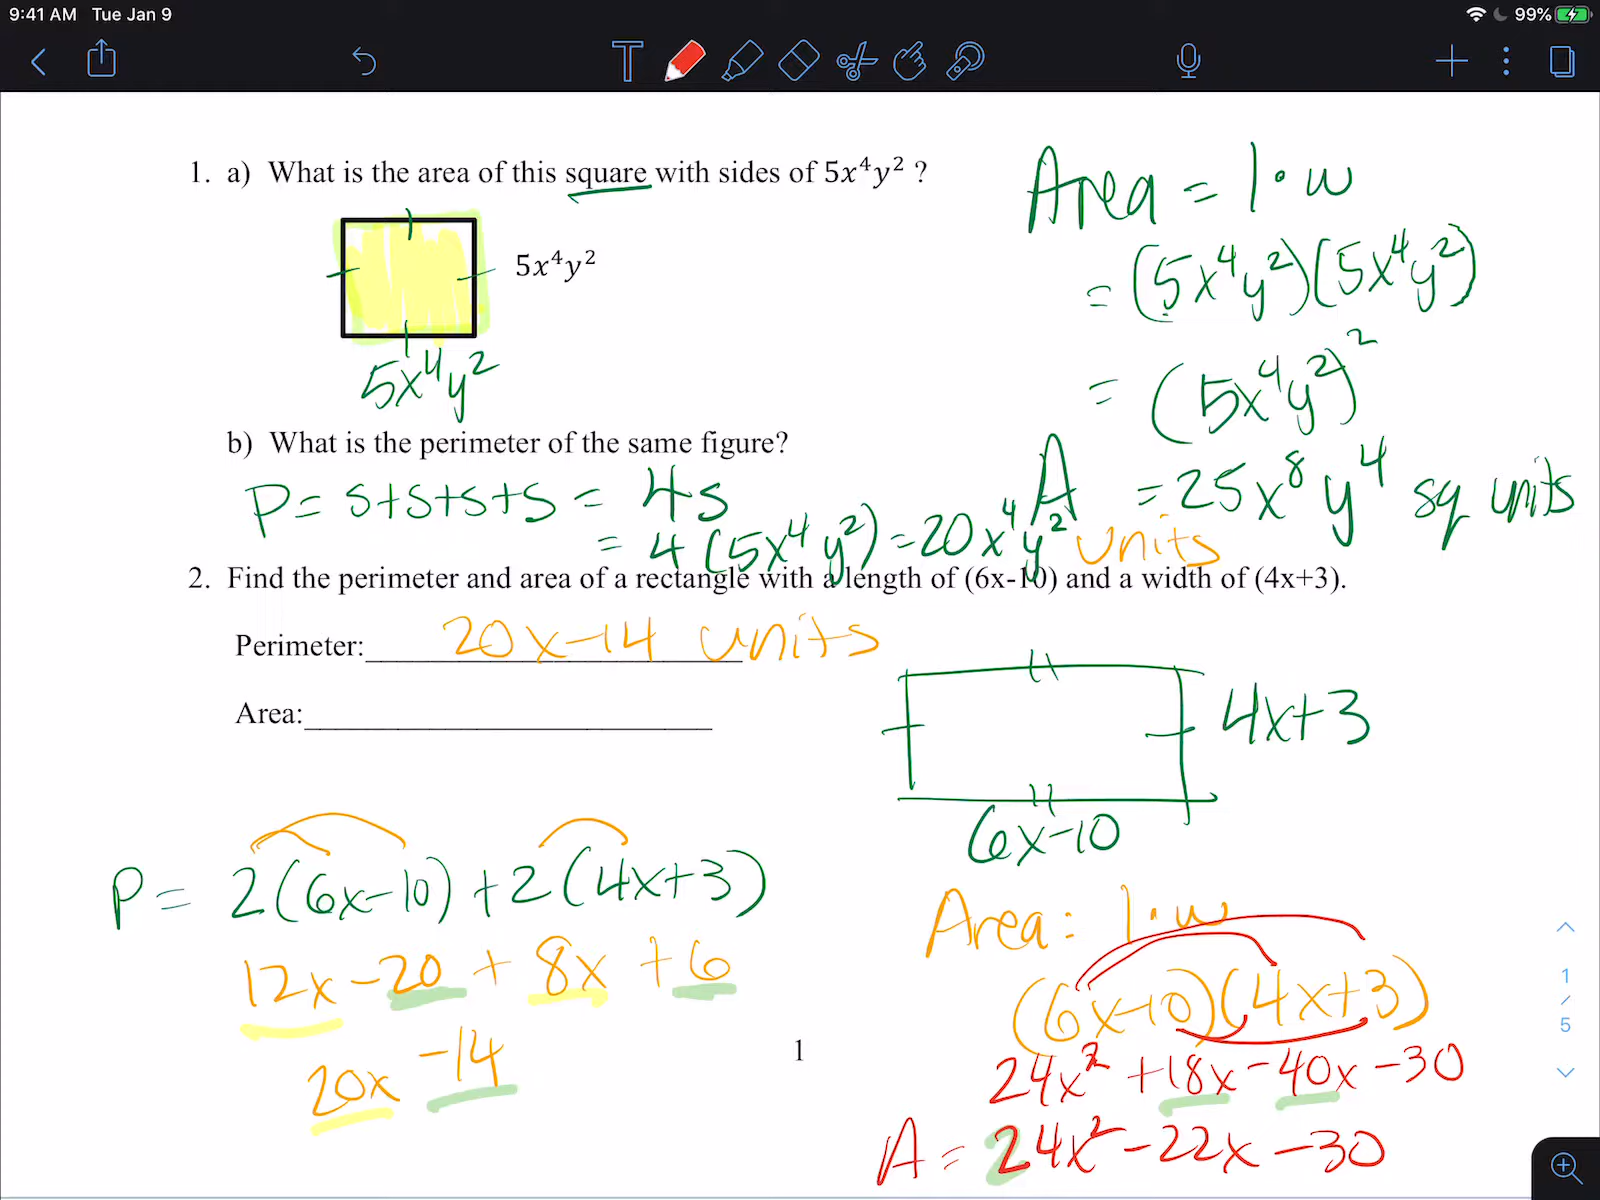 9:41 AM Tue Jan 9
99%
1. a) What is the area of this square with sides of 5x⁴y² ?
5x⁴y²
5x⁴y²
Area = l · w
= (5x⁴y²)(5x⁴y²)
= (5x⁴y²)²
A = 25x⁸y⁴ sq units
b) What is the perimeter of the same figure?
P = s+s+s+s = 4s
= 4(5x⁴y²) = 20x⁴y² units
2. Find the perimeter and area of a rectangle with a length of (6x-10) and a width of (4x+3).
Perimeter: 20x-14 units
Area:
4x+3
6x-10
P = 2(6x-10) + 2(4x+3)
12x - 20 + 8x + 6
20x - 14
Area: l · w
(6x-10)(4x+3)
24x² + 18x - 40x - 30
A = 24x² - 22x - 30
1
1
/
5